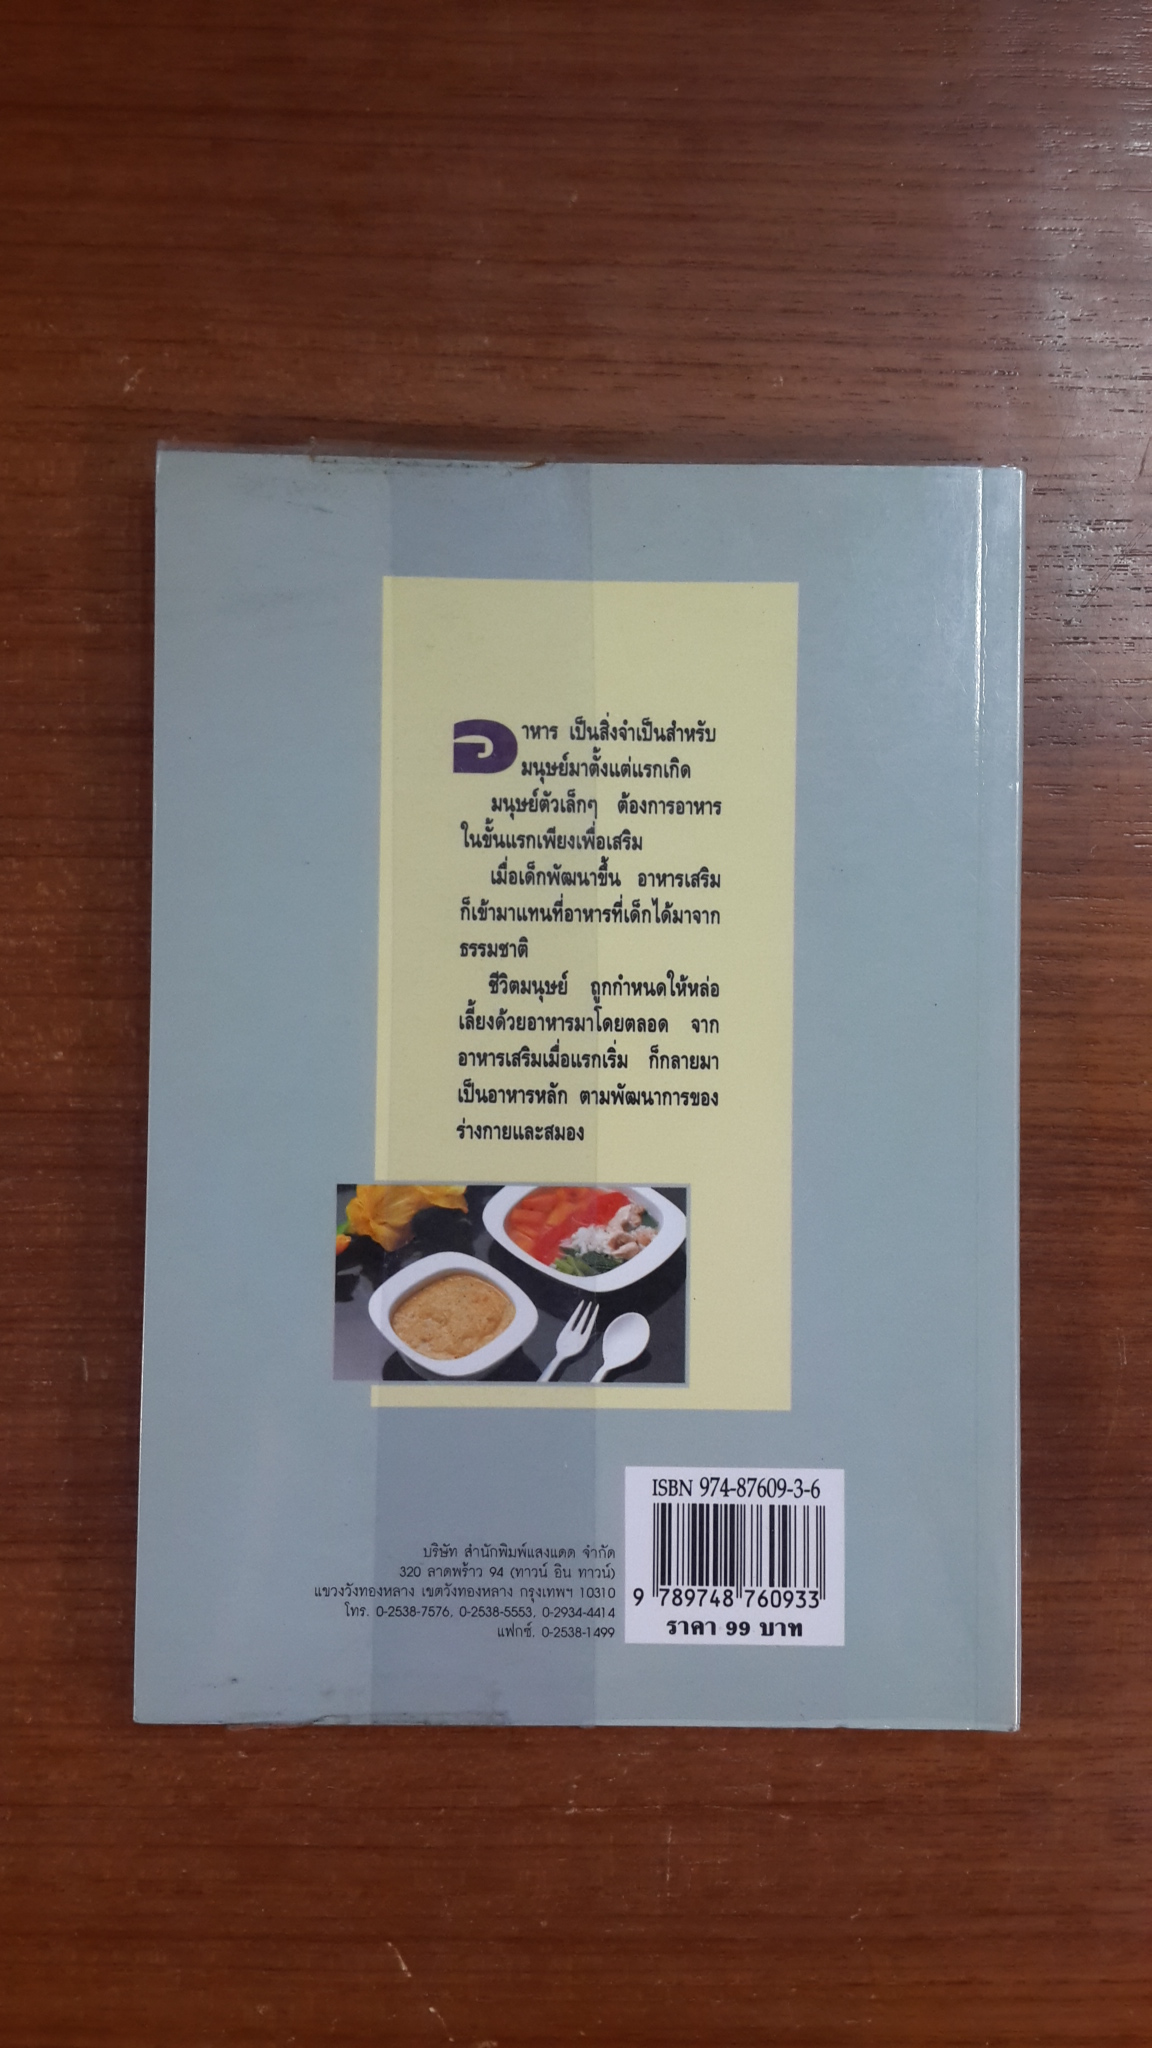 อาหาร เป็นสิ่งจำเป็นสำหรับ
มนุษย์มาตั้งแต่แรกเกิด
มนุษย์ตัวเล็กๆ ต้องการอาหาร
ในขั้นแรกเพียงเพื่อเสริม
เมื่อเด็กพัฒนาขึ้น อาหารเสริม
ก็เข้ามาแทนที่อาหารที่เด็กได้มาจาก
ธรรมชาติ
ชีวิตมนุษย์ ถูกกำหนดให้หล่อ
เลี้ยงด้วยอาหารมาโดยตลอด จาก
อาหารเสริมเมื่อแรกเริ่ม ก็กลายมา
เป็นอาหารหลัก ตามพัฒนาการของ
ร่างกายและสมอง
บริษัท สำนักพิมพ์แสงแดด จำกัด
320 ลาดพร้าว 94 (ทาวน์ อิน ทาวน์)
แขวงวังทองหลาง เขตวังทองหลาง กรุงเทพฯ 10310
โทร. 0-2538-7576, 0-2538-5553, 0-2934-4414
แฟกซ์. 0-2538-1499
ISBN 974-87609-3-6
9 789748 760933
ราคา 99 บาท